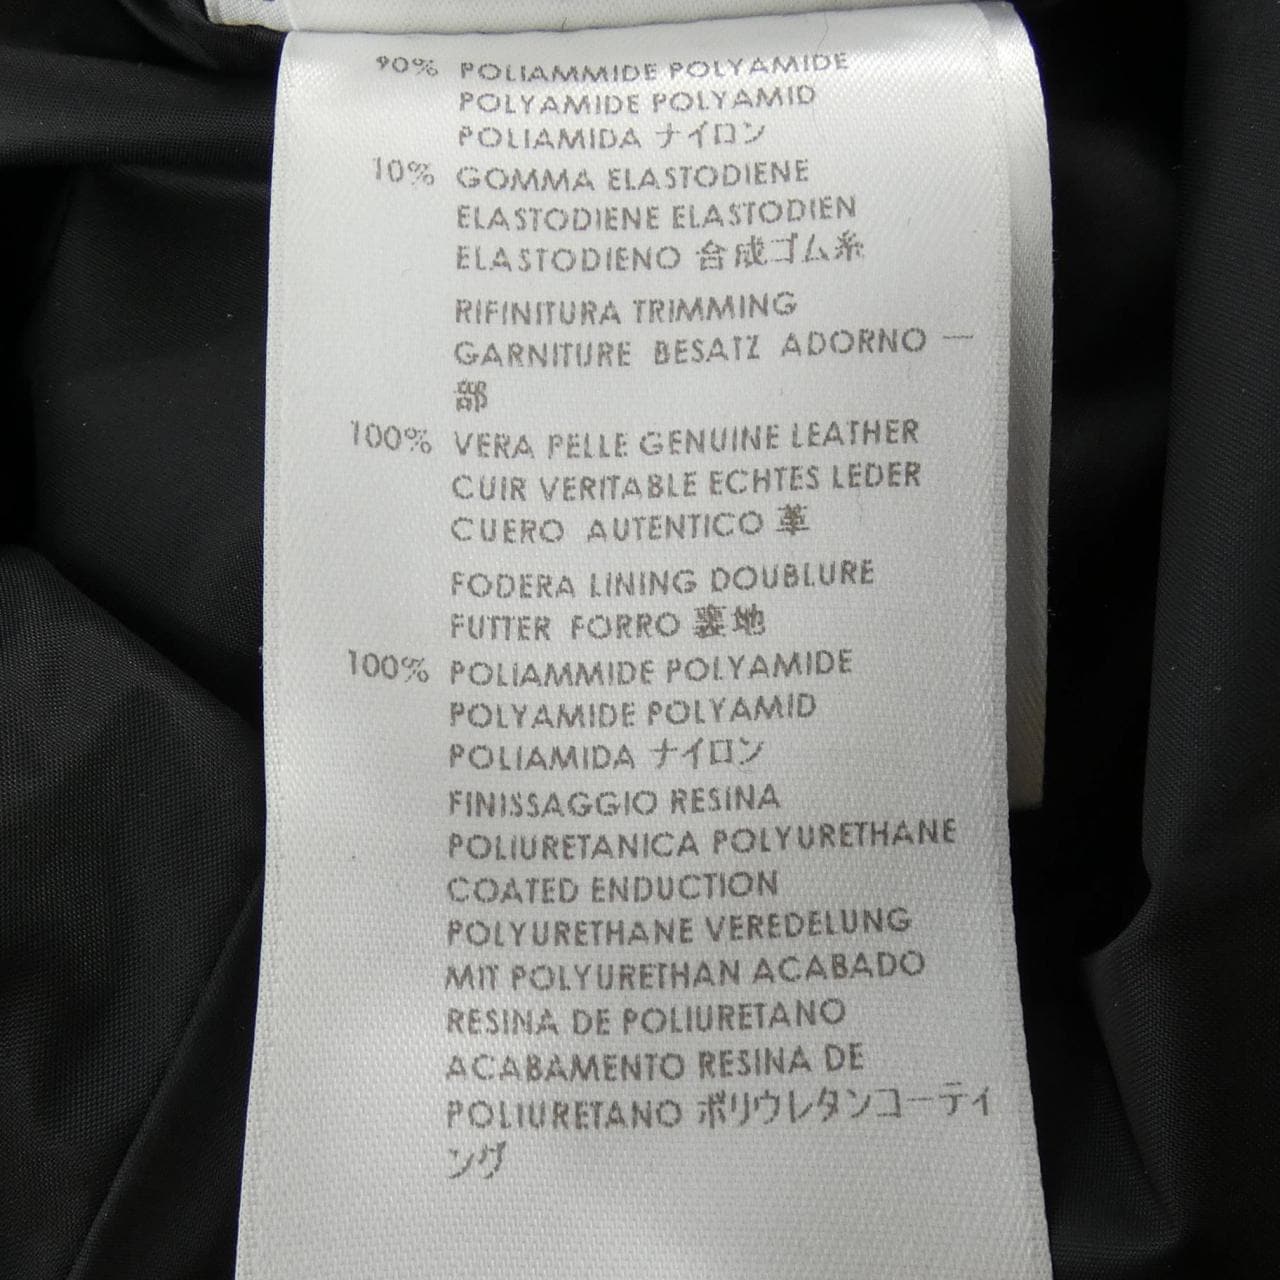 90% POLIAMMIDE POLYAMIDE
POLYAMIDE POLYAMID
POLIAMIDA ナイロン
10% GOMMA ELASTODIENE
ELASTODIENE ELASTODIEN
ELASTODIENO 合成ゴム糸
RIFINITURA TRIMMING
GARNITURE BESATZ ADORNO 一
部
100% VERA PELLE GENUINE LEATHER
CUIR VERITABLE ECHTES LEDER
CUERO AUTENTICO 革
FODERA LINING DOUBLURE
FUTTER FORRO 裏地
100% POLIAMMIDE POLYAMIDE
POLYAMIDE POLYAMID
POLIAMIDA ナイロン
FINISSAGGIO RESINA
POLIURETANICA POLYURETHANE
COATED ENDUCTION
POLYURETHANE VEREDELUNG
MIT POLYURETHAN ACABADO
RESINA DE POLIURETANO
ACABAMENTO RESINA DE
POLIURETANO ポリウレタンコーティ
ング